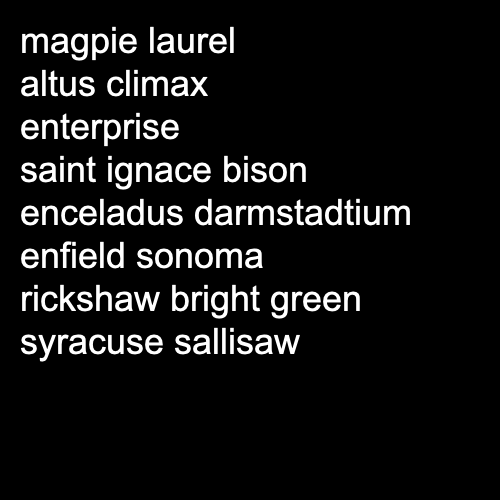 magpie laurel
altus climax
enterprise
saint ignace bison
enceladus darmstadtium
enfield sonoma
rickshaw bright green
syracuse sallisaw